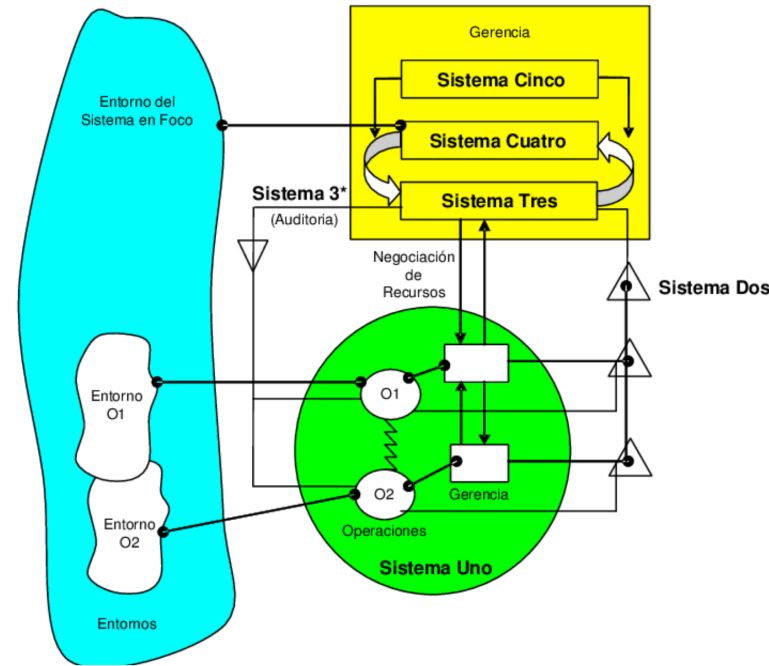 Gerencia
Sistema Cinco
Entorno del
Sistema en Foco
Sistema Cuatro
Sistema 3*
(Auditoria)
Sistema Tres
Negociación
de
Recursos
Sistema Dos
Entorno
O1
O1
Entorno
O2
O2
Gerencia
Operaciones
Sistema Uno
Entornos